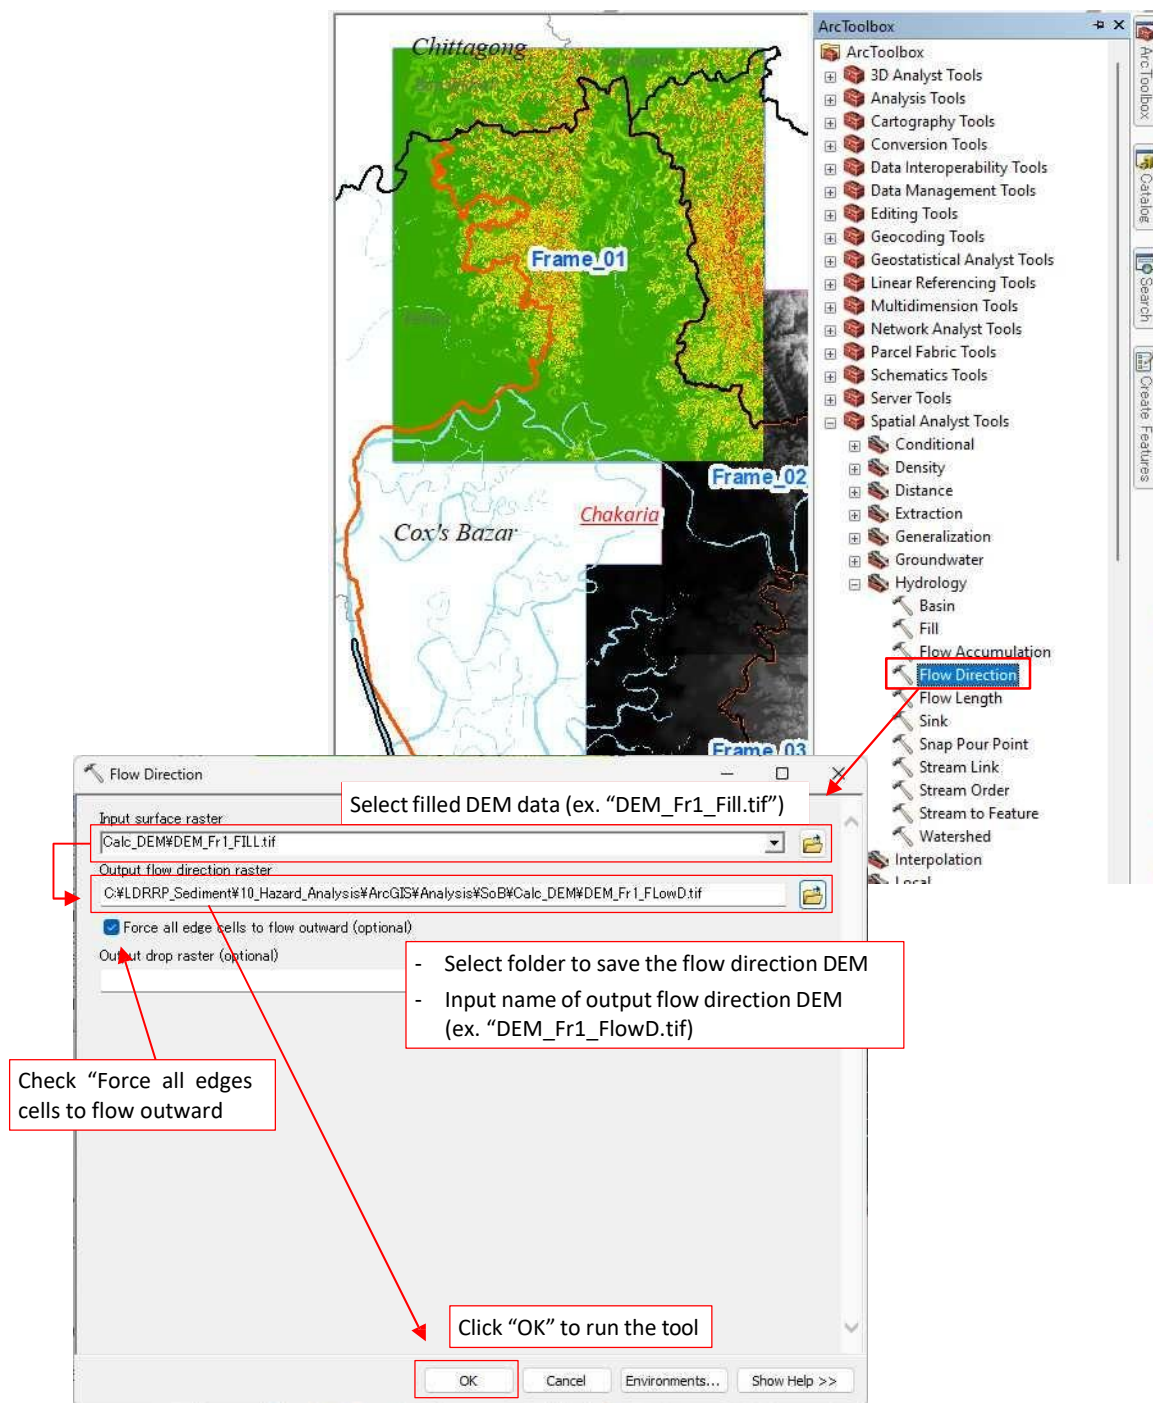 Chittagong
Frame_01
Frame_02
Chakaria
Cox's Bazar
Frame_03
ArcToolbox
ArcToolbox
3D Analyst Tools
Analysis Tools
Cartography Tools
Conversion Tools
Data Interoperability Tools
Data Management Tools
Editing Tools
Geocoding Tools
Geostatistical Analyst Tools
Linear Referencing Tools
Multidimension Tools
Network Analyst Tools
Parcel Fabric Tools
Schematics Tools
Server Tools
Spatial Analyst Tools
Conditional
Density
Distance
Extraction
Generalization
Groundwater
Hydrology
Basin
Fill
Flow Accumulation
Flow Direction
Flow Length
Sink
Snap Pour Point
Stream Link
Stream Order
Stream to Feature
Watershed
Interpolation
Local
ArcToolbox
Catalog
Search
Create Features
Flow Direction
Select filled DEM data (ex. “DEM_Fr1_Fill.tif”)
Input surface raster
Calc_DEM¥DEM_Fr1_FILL.tif
Output flow direction raster
C:¥LDRRP_Sediment¥10_Hazard_Analysis¥ArcGIS¥Analysis¥SoB¥Calc_DEM¥DEM_Fr1_FLowD.tif
Force all edge cells to flow outward (optional)
Output drop raster (optional)
- Select folder to save the flow direction DEM
- Input name of output flow direction DEM
(ex. “DEM_Fr1_FlowD.tif)
Check “Force all edges
cells to flow outward
Click “OK” to run the tool
OK
Cancel
Environments...
Show Help >>